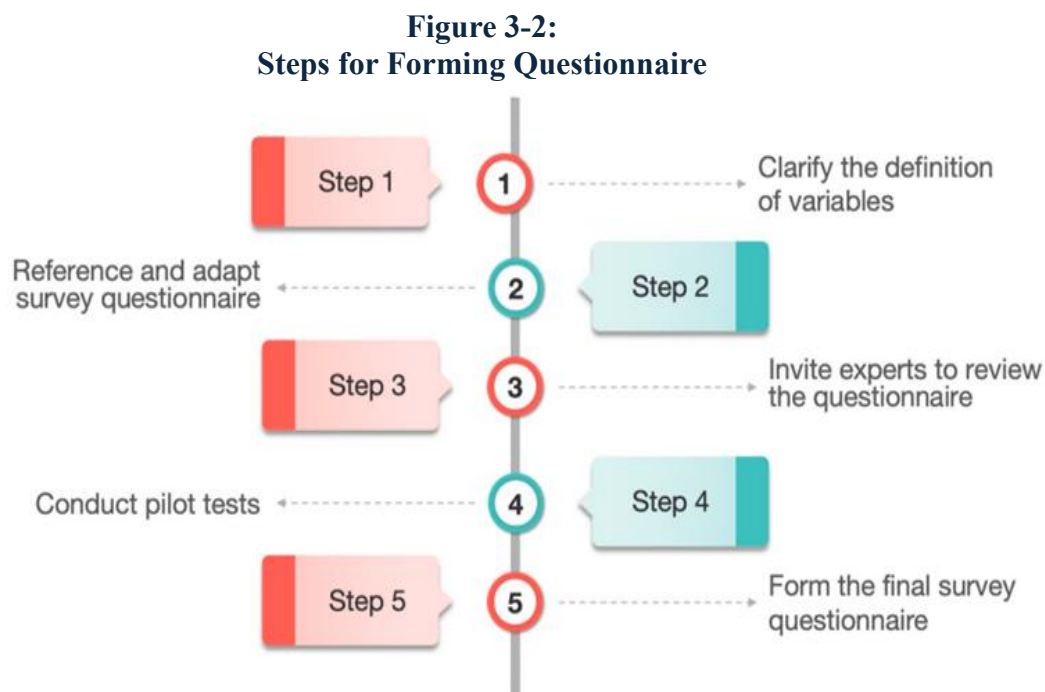 Figure 3-2:
Steps for Forming Questionnaire
Step 1
1
Clarify the definition
of variables
Reference and adapt
survey questionnaire
2
Step 2
Step 3
3
Invite experts to review
the questionnaire
Conduct pilot tests
4
Step 4
Step 5
5
Form the final survey
questionnaire